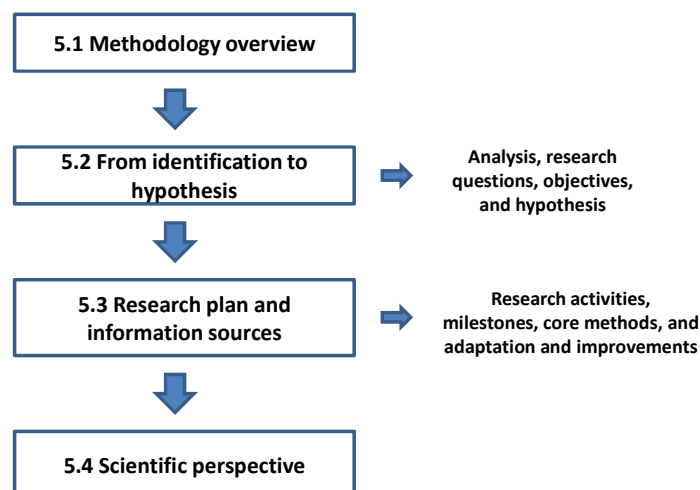 5.1 Methodology overview
5.2 From identification to
hypothesis
Analysis, research
questions, objectives,
and hypothesis
5.3 Research plan and
information sources
Research activities,
milestones, core methods, and
adaptation and improvements
5.4 Scientific perspective